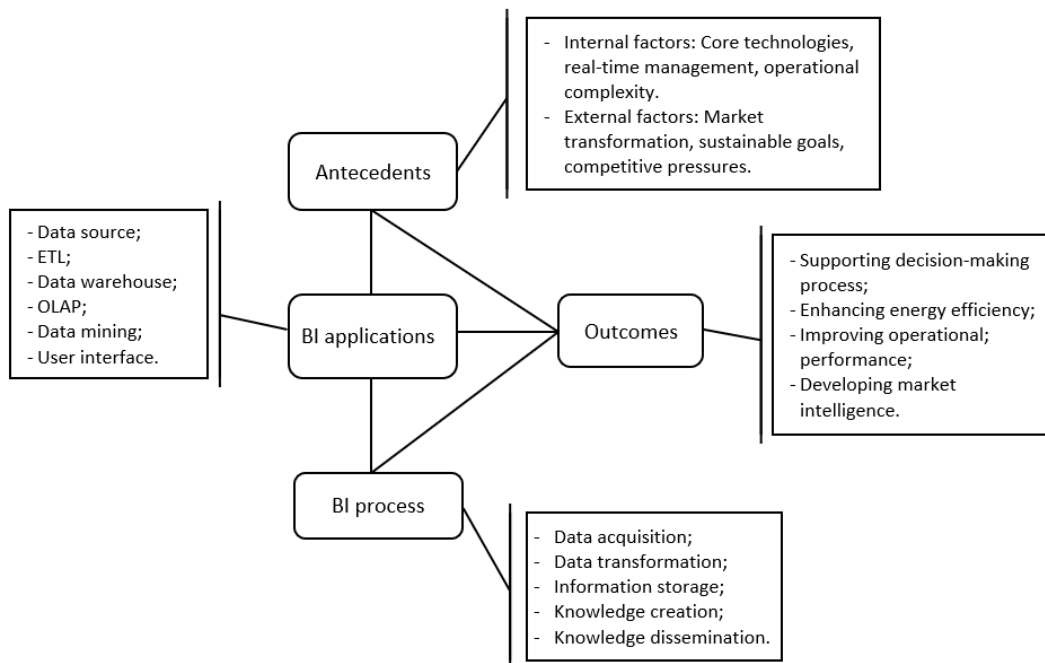 - Internal factors: Core technologies,
real-time management, operational
complexity.
- External factors: Market
transformation, sustainable goals,
competitive pressures.
Antecedents
- Data source;
- ETL;
- Data warehouse;
- OLAP;
- Data mining;
- User interface.
BI applications
Outcomes
- Supporting decision-making
process;
- Enhancing energy efficiency;
- Improving operational;
performance;
- Developing market
intelligence.
BI process
- Data acquisition;
- Data transformation;
- Information storage;
- Knowledge creation;
- Knowledge dissemination.